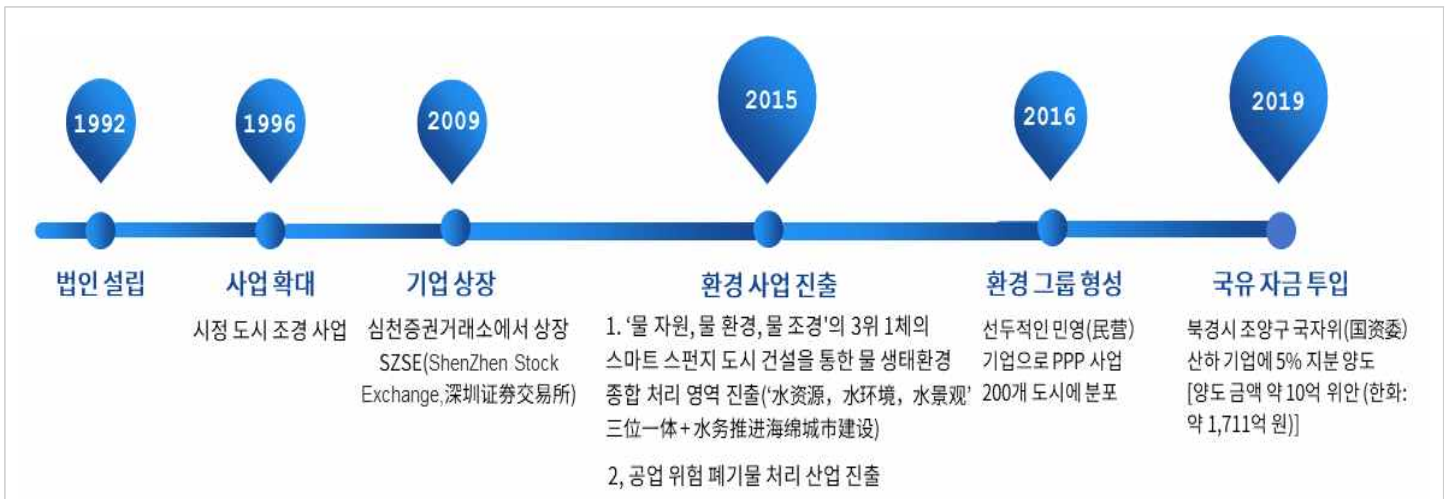 1992
1996
2009
2015
2016
2019
법인 설립
사업 확대
시정 도시 조경 사업
기업 상장
심천증권거래소에서 상장
SZSE(ShenZhen Stock
Exchange,深圳证券交易所)
환경 사업 진출
1. ‘물 자원, 물 환경, 물 조경'의 3위 1체의
스마트 스펀지 도시 건설을 통한 물 생태환경
종합 처리 영역 진출(‘水资源，水环境，水景观’
三位一体+水务推进海绵城市建设)
2, 공업 위험 폐기물 처리 산업 진출
환경 그룹 형성
선두적인 민영(民营)
기업으로 PPP 사업
200개 도시에 분포
국유 자금 투입
북경시 조양구 국자위(国资委)
산하 기업에 5% 지분 양도
[양도 금액 약 10억 위안 (한화:
약 1,711억 원)]